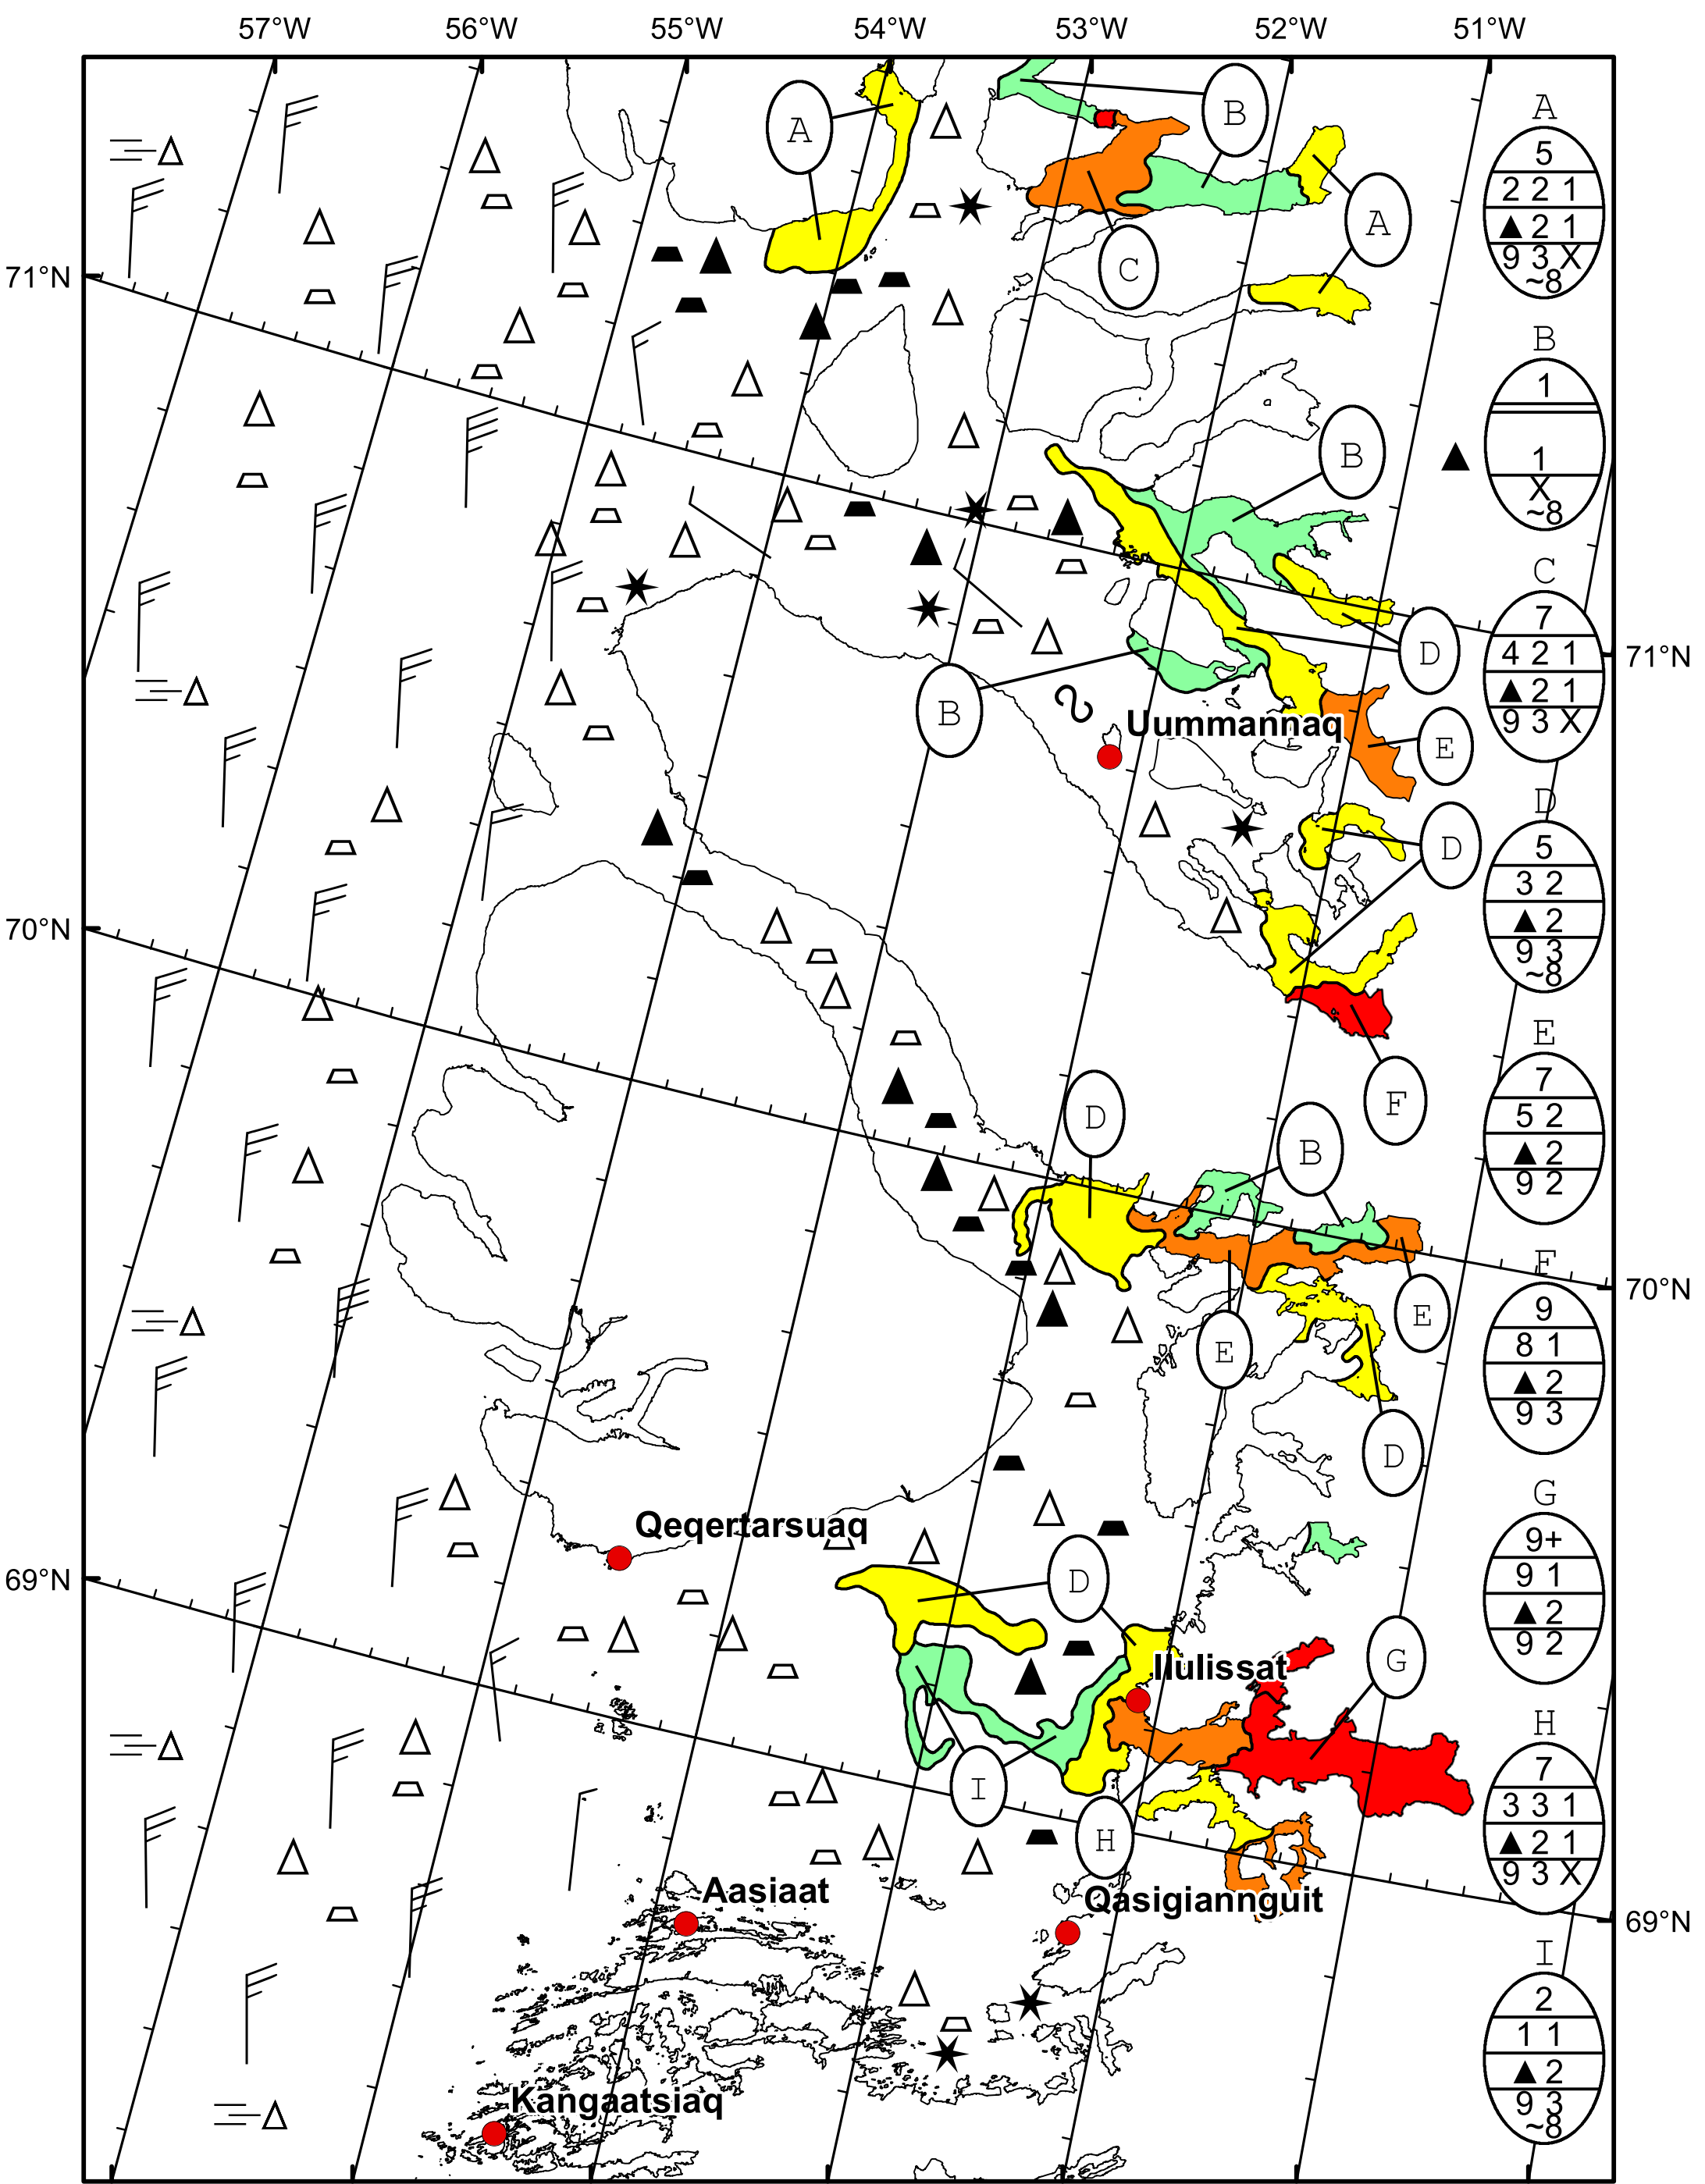 57°W 56°W 55°W 54°W 53°W 52°W 51°W
A
B
A
5
2 2 1
▲ 2 1
9 3 X
~8
A
C
71°N
B
1
1
X
~8
B
C
7
4 2 1
▲ 2 1
9 3 X
D
71°N
B
Uummannaq
E
D
5
3 2
▲ 2
9 3
~8
D
70°N
E
7
5 2
▲ 2
9 2
F
D
B
F
9
8 1
▲ 2
9 3
70°N
E
E
D
G
9+
9 1
▲ 2
9 2
Qeqertarsuaq
69°N
D
G
Ilulissat
H
7
3 3 1
▲ 2 1
9 3 X
I
H
Aasiaat
Qasigiannguit
69°N
I
2
1 1
▲ 2
9 3
~8
Kangaatsiaq